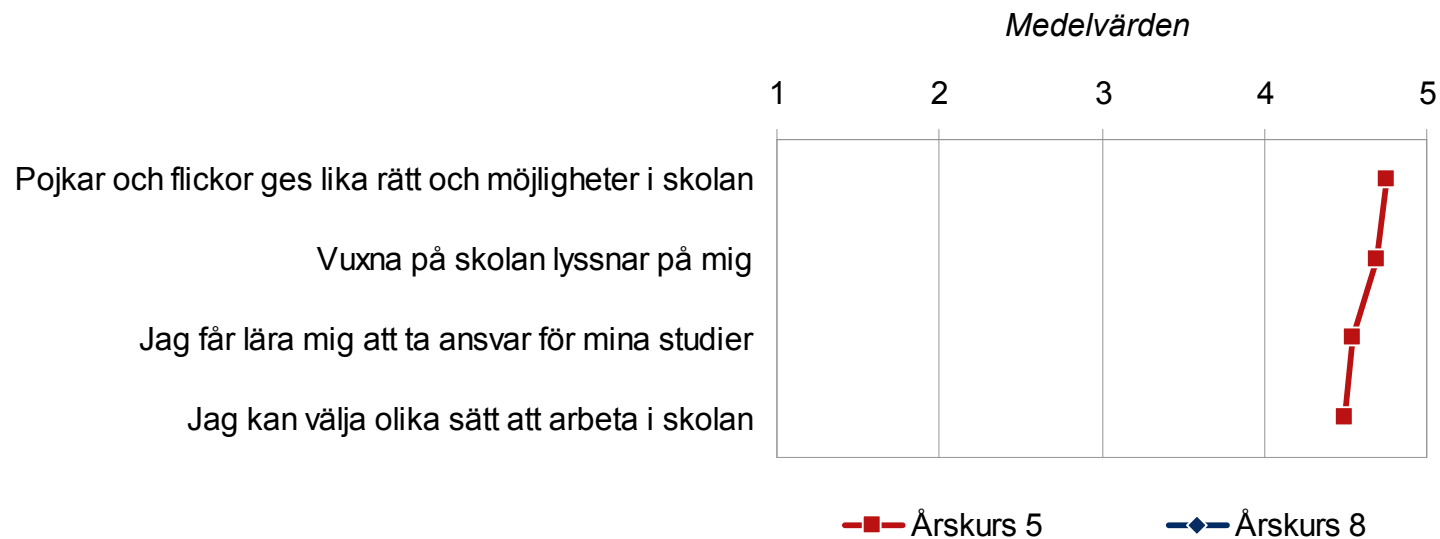 Medelvärden
1 2 3 4 5
Pojkar och flickor ges lika rätt och möjligheter i skolan
Vuxna på skolan lyssnar på mig
Jag får lära mig att ta ansvar för mina studier
Jag kan välja olika sätt att arbeta i skolan
Årskurs 5 Årskurs 8